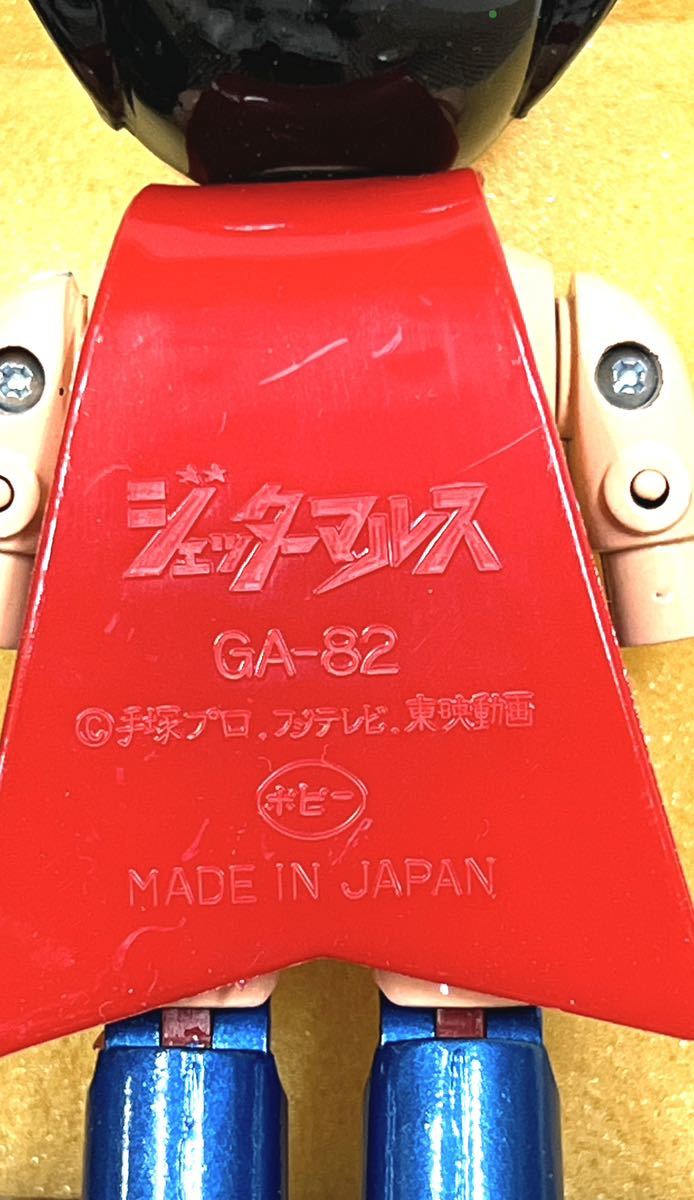 ジェッターマルス
GA-82
©手塚プロ.フジテレビ.東映動画
ポピー
MADE IN JAPAN